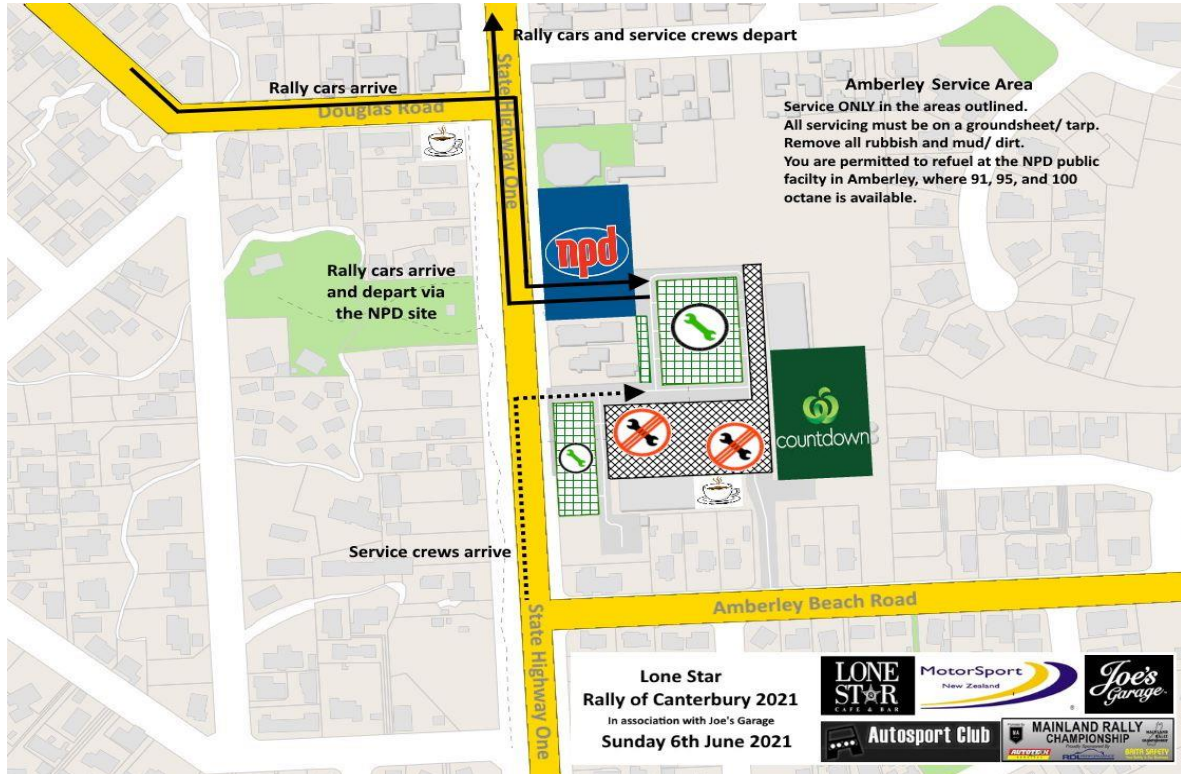 Rally cars and service crews depart
Rally cars arrive
Douglas Road
State Highway One
Amberley Service Area
Service ONLY in the areas outlined.
All servicing must be on a groundsheet/ tarp.
Remove all rubbish and mud/ dirt.
You are permitted to refuel at the NPD public
facilty in Amberley, where 91, 95, and 100
octane is available.
npd
Rally cars arrive
and depart via
the NPD site
countdown
Service crews arrive
State Highway One
Amberley Beach Road
Lone Star
Rally of Canterbury 2021
In association with Joe's Garage
Sunday 6th June 2021
LONE
STAR
CAFE & BAR
MotorSport
New Zealand
Joe's
Garage
Autosport Club
MAINLAND RALLY
CHAMPIONSHIP
Proudly Sponsored By